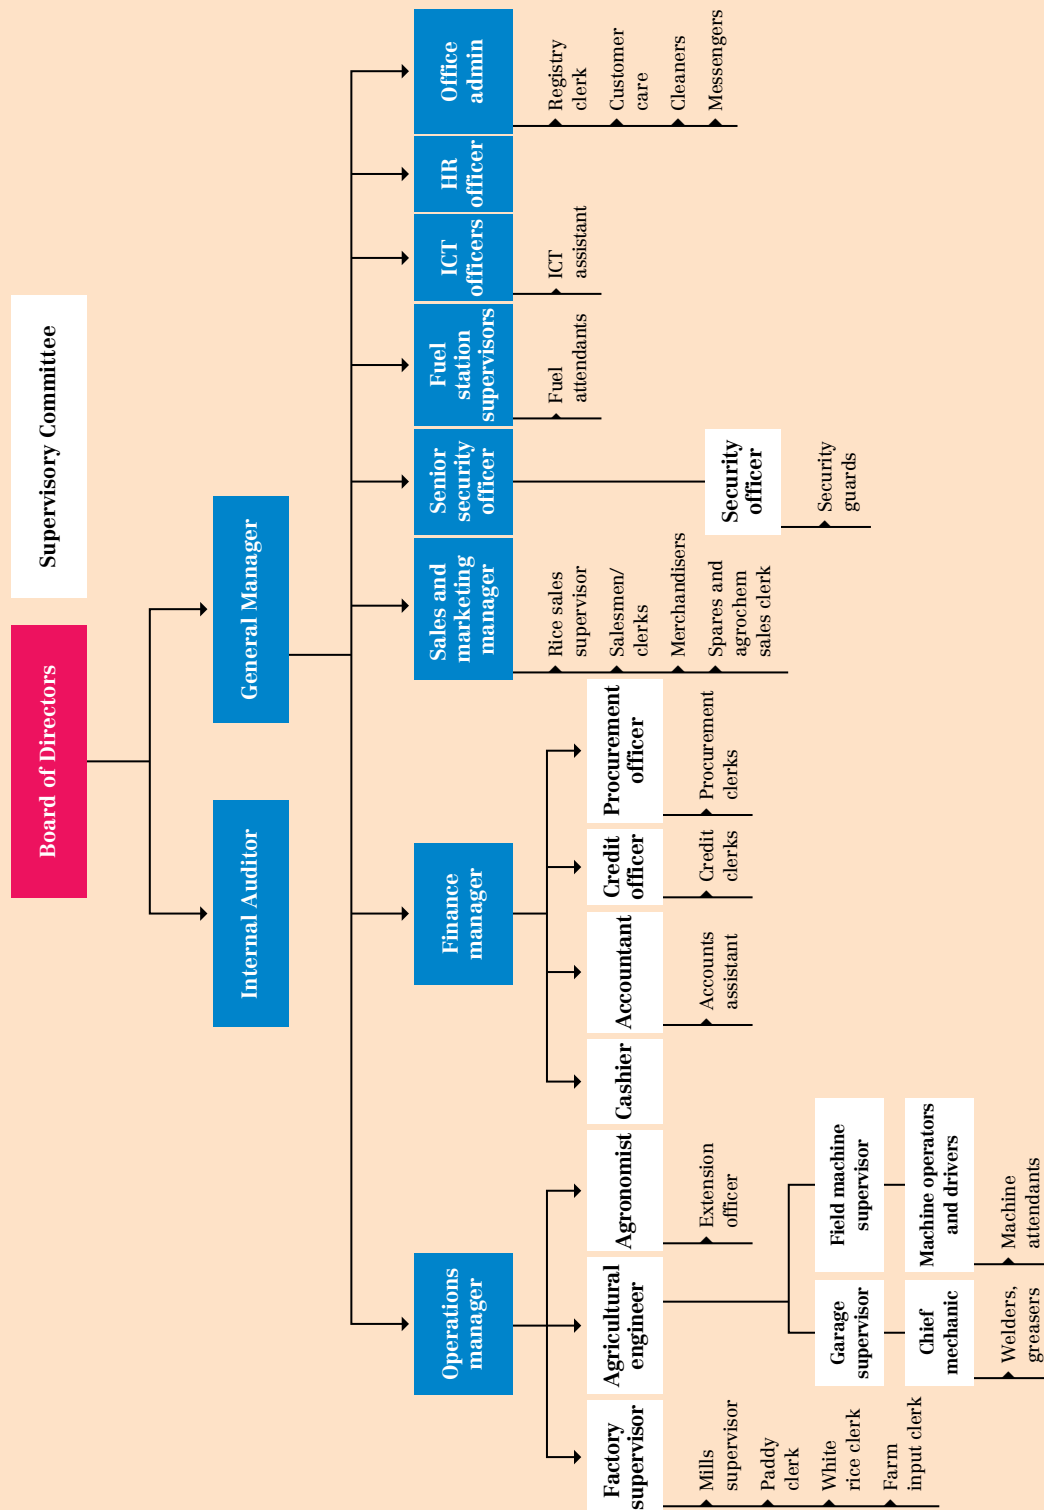 Board of Directors
Supervisory Committee
Internal Auditor
General Manager
Operations
manager
Finance
manager
Sales and
marketing
manager
Senior
security
officer
Fuel
station
supervisors
ICT
officers
HR
officer
Office
admin
Factory
supervisor
Agricultural
engineer
Agronomist
Cashier
Accountant
Credit
officer
Procurement
officer
Rice sales
supervisor
Salesmen/
clerks
Merchandisers
Spares and
agrochem
sales clerk
Security
officer
Security
guards
Fuel
attendants
ICT
assistant
Registry
clerk
Customer
care
Cleaners
Messengers
Mills
supervisor
Paddy
clerk
White
rice clerk
Farm
input clerk
Extension
officer
Accounts
assistant
Credit
clerks
Procurement
clerks
Garage
supervisor
Field machine
supervisor
Chief
mechanic
Machine operators
and drivers
Welders,
greasers
Machine
attendants